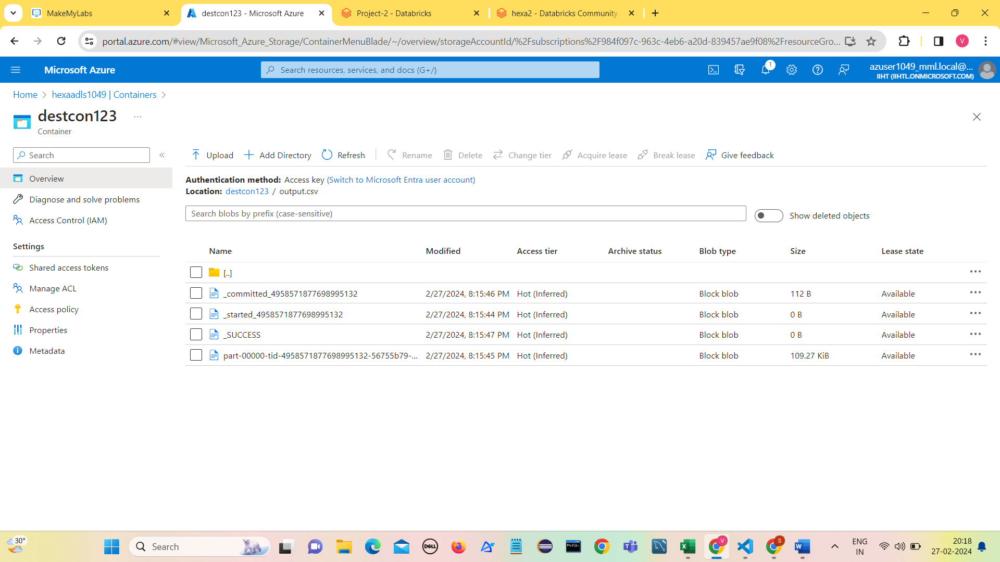 MakeMyLabs
destcon123 - Microsoft Azure
Project-2 - Databricks
hexa2 - Databricks Community
portal.azure.com/#view/Microsoft_Azure_Storage/ContainerMenuBlade/~/overview/storageAccountId/%2Fsubscriptions%2F984f097c-963c-4eb6-a20d-839457ae9f08%2FresourceGro...
V
Microsoft Azure
Search resources, services, and docs (G+/)
1
azuser1049_mml.local@...
IIHT (IIHTL.ONMICROSOFT.COM)
Home > hexaadls1049 | Containers >
destcon123 ...
Container
Search
Overview
Diagnose and solve problems
Access Control (IAM)
Settings
Shared access tokens
Manage ACL
Access policy
Properties
Metadata
Upload Add Directory Refresh Rename Delete Change tier Acquire lease Break lease Give feedback
Authentication method: Access key (Switch to Microsoft Entra user account)
Location: destcon123 / output.csv
Search blobs by prefix (case-sensitive)
Show deleted objects
Name Modified Access tier Archive status Blob type Size Lease state
[..]
_committed_4958571877698995132 2/27/2024, 8:15:46 PM Hot (Inferred) Block blob 112 B Available
_started_4958571877698995132 2/27/2024, 8:15:44 PM Hot (Inferred) Block blob 0 B Available
_SUCCESS 2/27/2024, 8:15:47 PM Hot (Inferred) Block blob 0 B Available
part-00000-tid-4958571877698995132-56755b79-... 2/27/2024, 8:15:45 PM Hot (Inferred) Block blob 109.27 KiB Available
30°
Search
DELL
MySQL
V
S
ENG
IN
20:18
27-02-2024